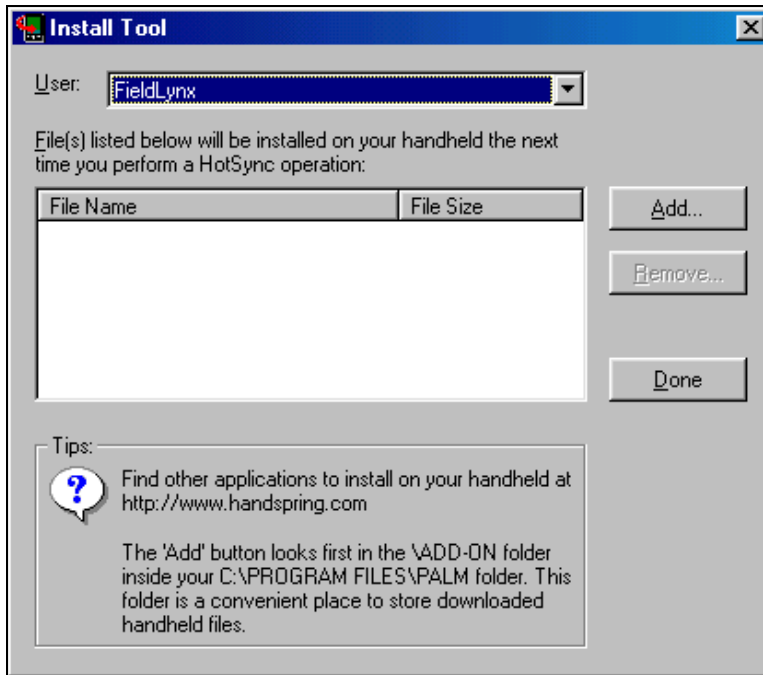 Install Tool
User: FieldLynx
File(s) listed below will be installed on your handheld the next
time you perform a HotSync operation:
File Name File Size
Add...
Remove...
Done
Tips:
Find other applications to install on your handheld at
http://www.handspring.com
The 'Add' button looks first in the \ADD-ON folder
inside your C:\PROGRAM FILES\PALM folder. This
folder is a convenient place to store downloaded
handheld files.